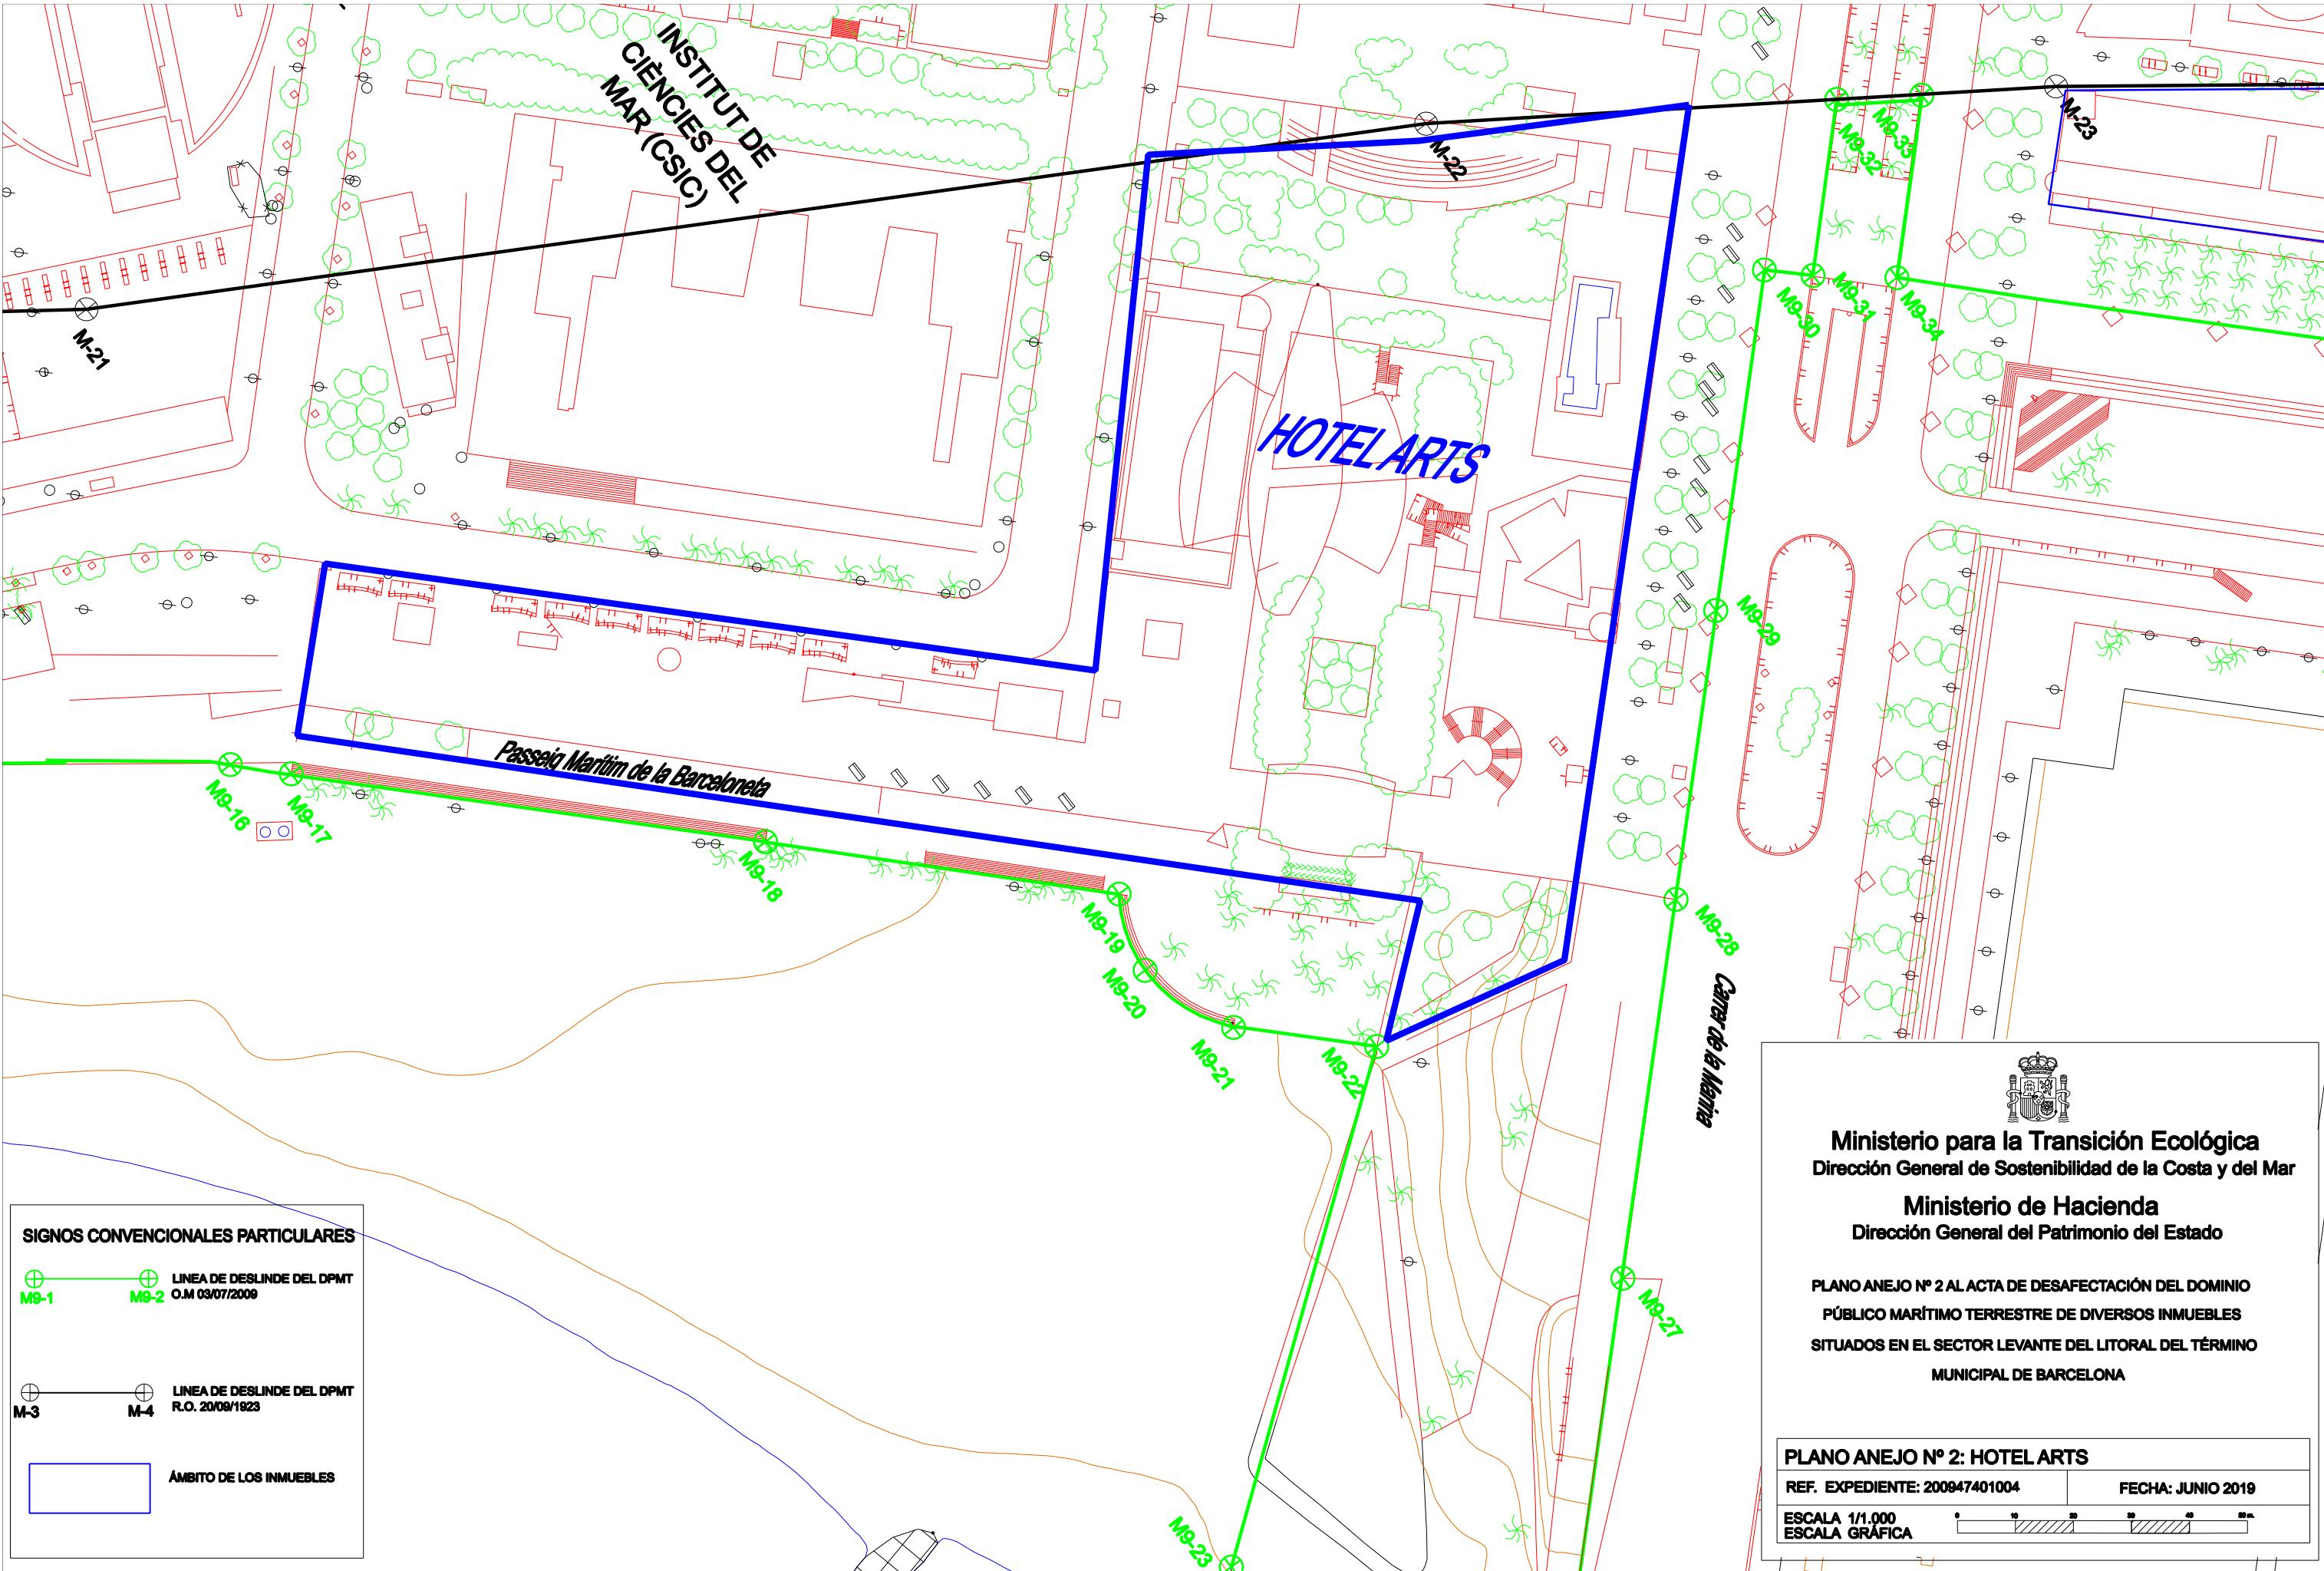 INSTITUT DE
CIÈNCIES DEL
MAR (CSIC)
M-21
M-22
M-23
M9-32
M9-33
M9-30
M9-31
M9-34
HOTEL ARTS
M9-29
Passeig Marítim de la Barceloneta
M9-16
M9-17
M9-18
M9-19
M9-20
M9-21
M9-22
M9-28
Carrer de la Marina
M9-27
M9-23
SIGNOS CONVENCIONALES PARTICULARES
M9-1
M9-2
LINEA DE DESLINDE DEL DPMT
O.M 03/07/2009
M-3
M-4
LINEA DE DESLINDE DEL DPMT
R.O. 20/09/1923
ÁMBITO DE LOS INMUEBLES
Ministerio para la Transición Ecológica
Dirección General de Sostenibilidad de la Costa y del Mar
Ministerio de Hacienda
Dirección General del Patrimonio del Estado
PLANO ANEJO Nº 2 AL ACTA DE DESAFECTACIÓN DEL DOMINIO
PÚBLICO MARÍTIMO TERRESTRE DE DIVERSOS INMUEBLES
SITUADOS EN EL SECTOR LEVANTE DEL LITORAL DEL TÉRMINO
MUNICIPAL DE BARCELONA
PLANO ANEJO Nº 2: HOTEL ARTS
REF. EXPEDIENTE: 200947401004
FECHA: JUNIO 2019
ESCALA 1/1.000
ESCALA GRÁFICA
0 10 20 30 40 50 m.